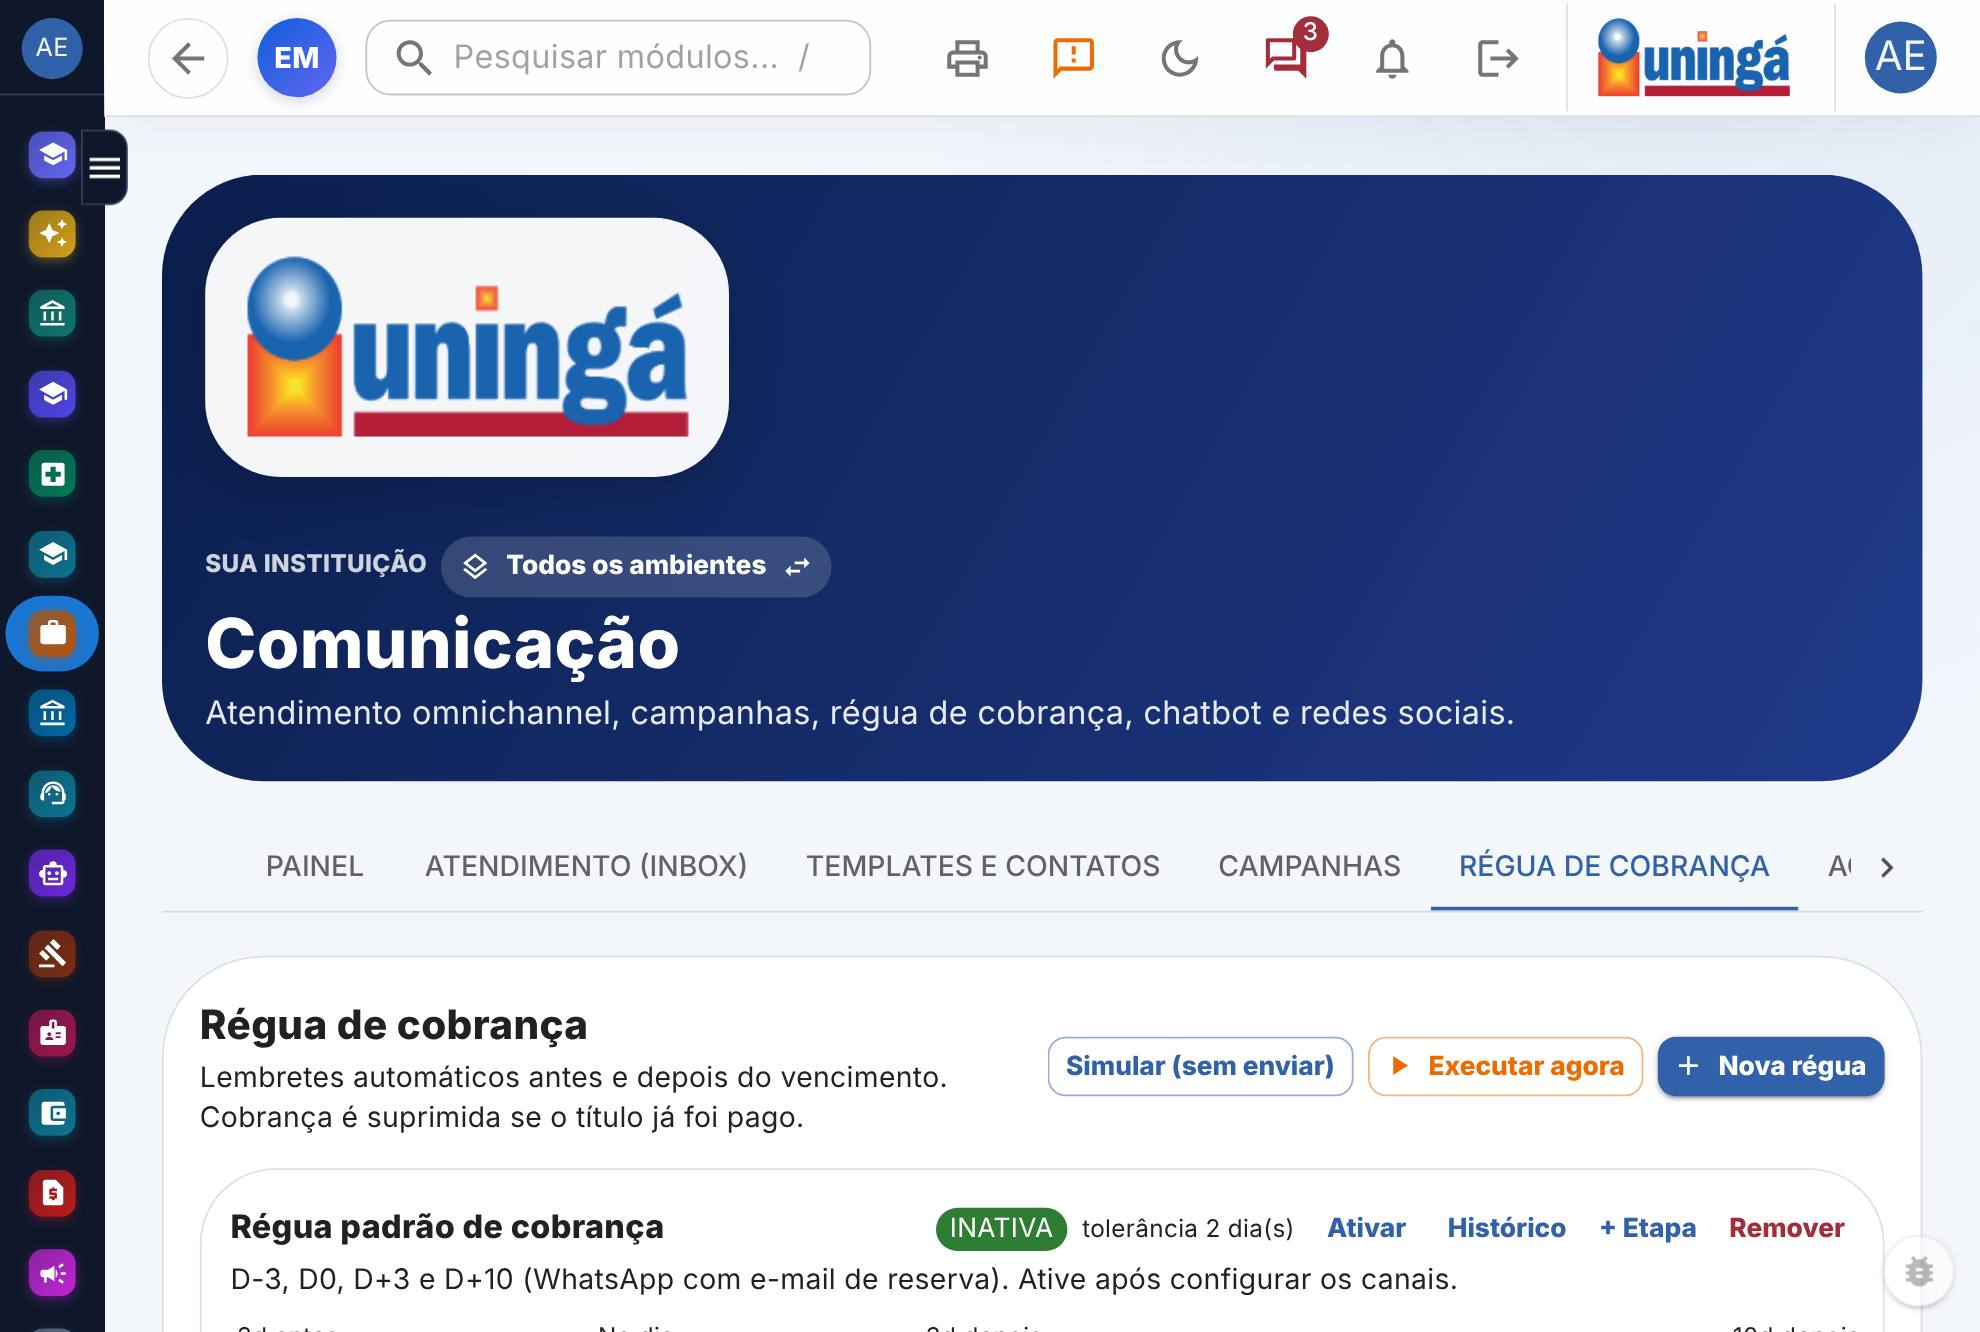 AE
EM
Pesquisar módulos... /
3
uningá
AE
uningá
SUA INSTITUIÇÃO
Todos os ambientes
Comunicação
Atendimento omnichannel, campanhas, régua de cobrança, chatbot e redes sociais.
PAINEL
ATENDIMENTO (INBOX)
TEMPLATES E CONTATOS
CAMPANHAS
RÉGUA DE COBRANÇA
Régua de cobrança
Lembretes automáticos antes e depois do vencimento.
Cobrança é suprimida se o título já foi pago.
Simular (sem enviar)
Executar agora
+ Nova régua
Régua padrão de cobrança
INATIVA
tolerância 2 dia(s)
Ativar
Histórico
+ Etapa
Remover
D-3, D0, D+3 e D+10 (WhatsApp com e-mail de reserva). Ative após configurar os canais.